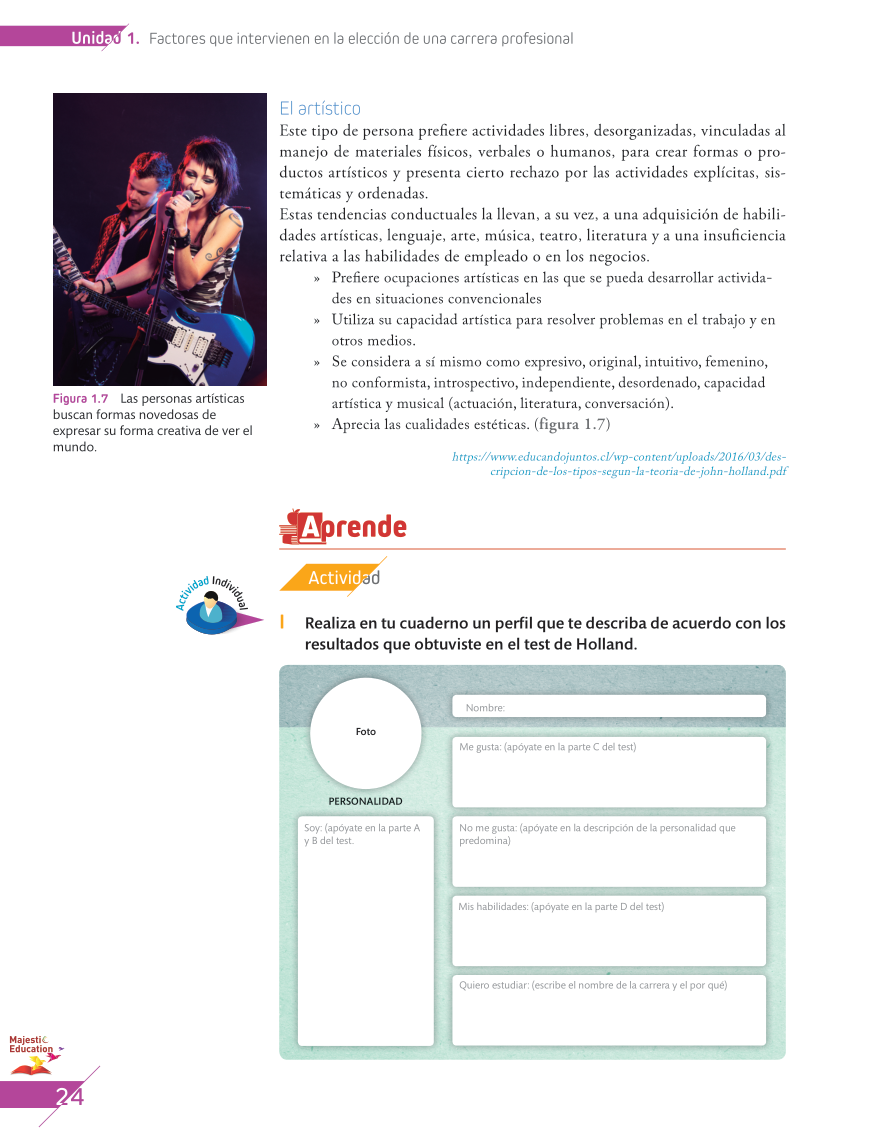 Unidad 1. Factores que intervienen en la elección de una carrera profesional
El artístico
Este tipo de persona prefiere actividades libres, desorganizadas, vinculadas al
manejo de materiales físicos, verbales o humanos, para crear formas o pro-
ductos artísticos y presenta cierto rechazo por las actividades explícitas, sis-
temáticas y ordenadas.
Estas tendencias conductuales la llevan, a su vez, a una adquisición de habili-
dades artísticas, lenguaje, arte, música, teatro, literatura y a una insuficiencia
relativa a las habilidades de empleado o en los negocios.
» Prefiere ocupaciones artísticas en las que se pueda desarrollar activida-
des en situaciones convencionales
» Utiliza su capacidad artística para resolver problemas en el trabajo y en
otros medios.
» Se considera a sí mismo como expresivo, original, intuitivo, femenino,
no conformista, introspectivo, independiente, desordenado, capacidad
artística y musical (actuación, literatura, conversación).
» Aprecia las cualidades estéticas. (figura 1.7)
Figura 1.7 Las personas artísticas
buscan formas novedosas de
expresar su forma creativa de ver el
mundo.
https://www.educandojuntos.cl/wp-content/uploads/2016/03/des-
cripcion-de-los-tipos-segun-la-teoria-de-john-holland.pdf
Aprende
Actividad
Actividad Individual
1 Realiza en tu cuaderno un perfil que te describa de acuerdo con los
resultados que obtuviste en el test de Holland.
Foto
PERSONALIDAD
Soy: (apóyate en la parte A
y B del test.
Nombre:
Me gusta: (apóyate en la parte C del test)
No me gusta: (apóyate en la descripción de la personalidad que
predomina)
Mis habilidades: (apóyate en la parte D del test)
Quiero estudiar: (escribe el nombre de la carrera y el por qué)
Majestic
Education
24